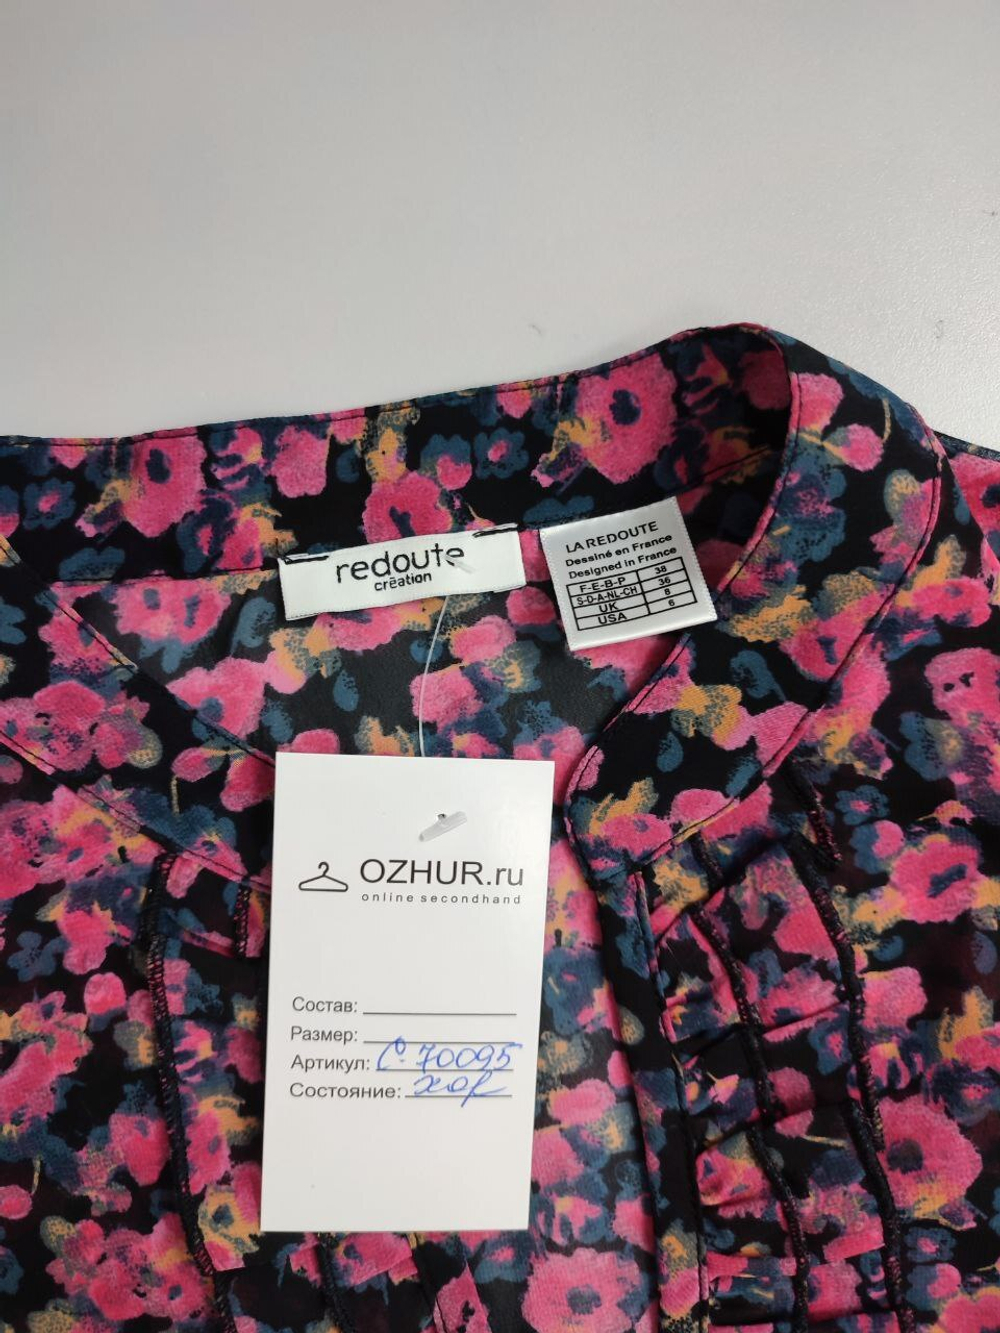 redoute
création
LA REDOUTE
Dessiné en France
Designed in France
F-E-B-P 38
S-D-A-NL-CH 36
UK 8
USA 6
OZHUR.ru
online secondhand
Состав:
Размер:
Артикул: С-70095
Состояние: хор